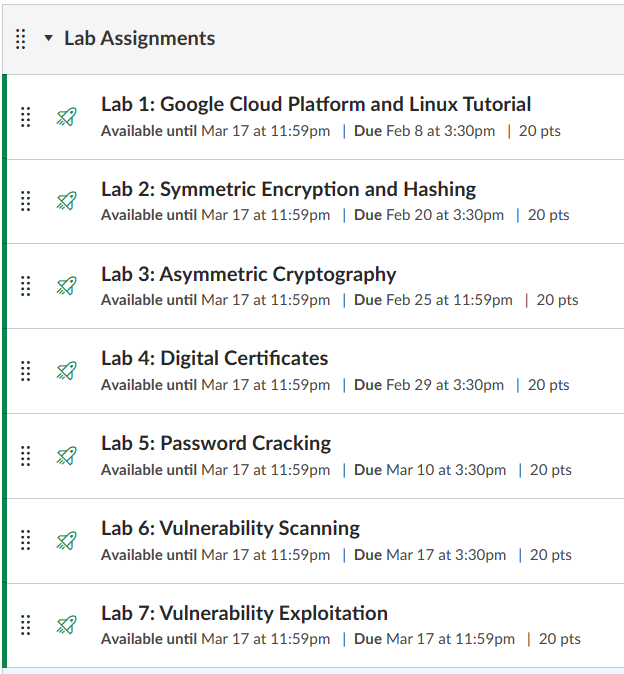 Lab Assignments
Lab 1: Google Cloud Platform and Linux Tutorial
Available until Mar 17 at 11:59pm | Due Feb 8 at 3:30pm | 20 pts
Lab 2: Symmetric Encryption and Hashing
Available until Mar 17 at 11:59pm | Due Feb 20 at 3:30pm | 20 pts
Lab 3: Asymmetric Cryptography
Available until Mar 17 at 11:59pm | Due Feb 25 at 11:59pm | 20 pts
Lab 4: Digital Certificates
Available until Mar 17 at 11:59pm | Due Feb 29 at 3:30pm | 20 pts
Lab 5: Password Cracking
Available until Mar 17 at 11:59pm | Due Mar 10 at 3:30pm | 20 pts
Lab 6: Vulnerability Scanning
Available until Mar 17 at 11:59pm | Due Mar 17 at 3:30pm | 20 pts
Lab 7: Vulnerability Exploitation
Available until Mar 17 at 11:59pm | Due Mar 17 at 11:59pm | 20 pts